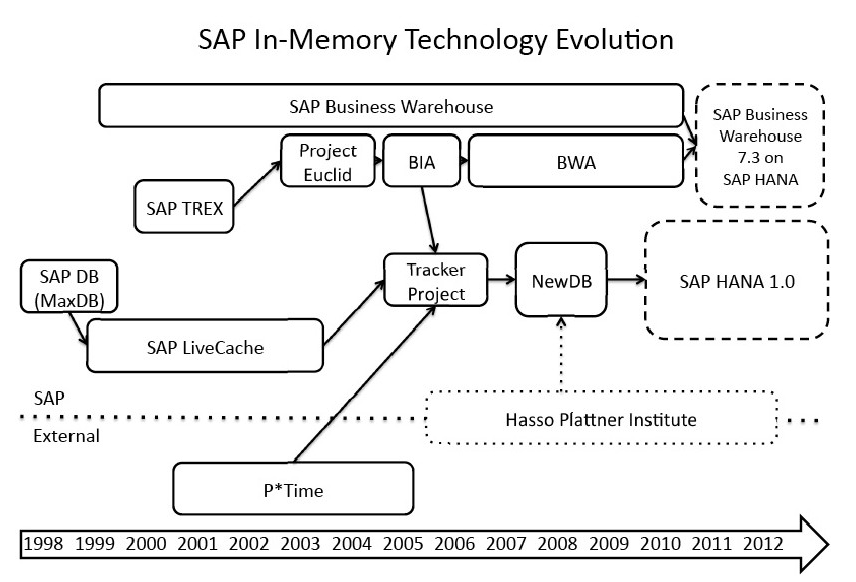 SAP In-Memory Technology Evolution
SAP Business Warehouse
SAP Business
Warehouse
7.3 on
SAP HANA
Project
Euclid
BIA
BWA
SAP TREX
SAP DB
(MaxDB)
Tracker
Project
NewDB
SAP HANA 1.0
SAP LiveCache
SAP
External
Hasso Plattner Institute
P*Time
1998 1999 2000 2001 2002 2003 2004 2005 2006 2007 2008 2009 2010 2011 2012